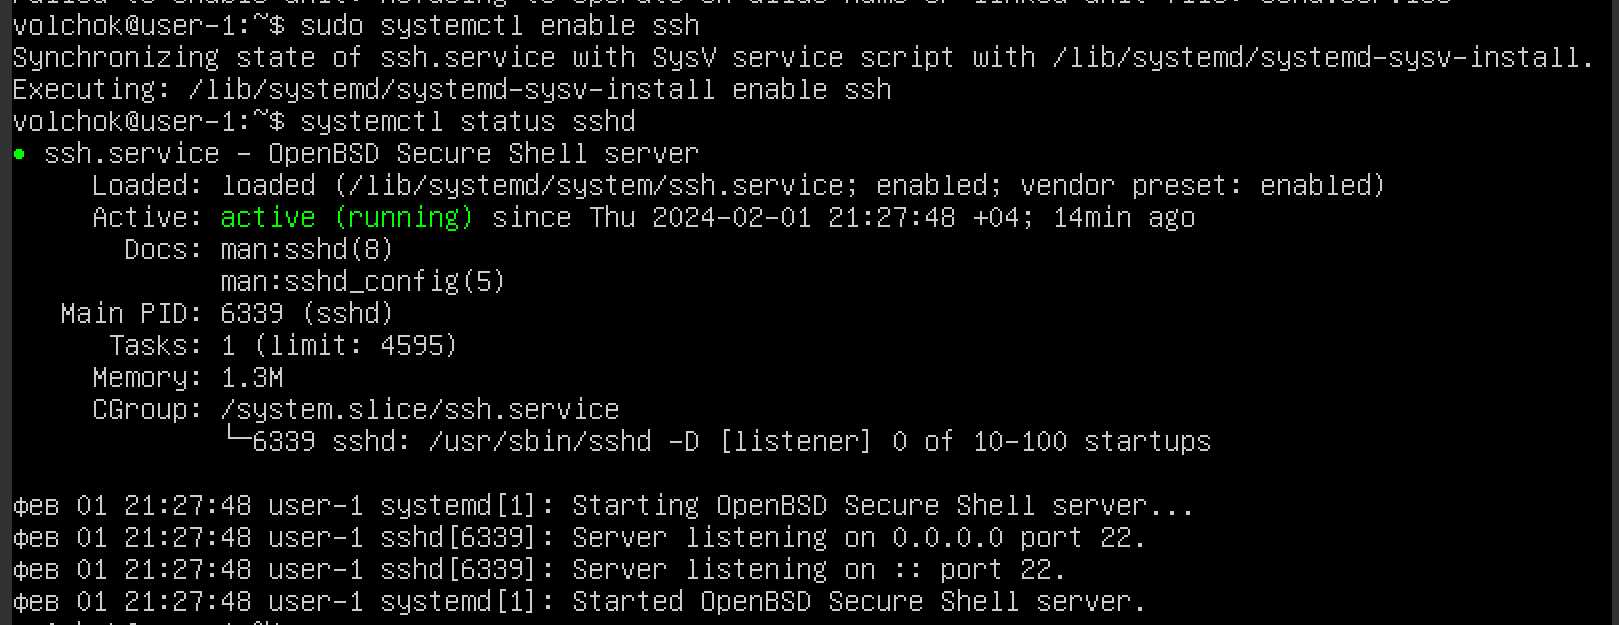 volchok@user-1:~$ sudo systemctl enable ssh
Synchronizing state of ssh.service with SysV service script with /lib/systemd/systemd-sysv-install.
Executing: /lib/systemd/systemd-sysv-install enable ssh
volchok@user-1:~$ systemctl status sshd
● ssh.service - OpenBSD Secure Shell server
Loaded: loaded (/lib/systemd/system/ssh.service; enabled; vendor preset: enabled)
Active: active (running) since Thu 2024-02-01 21:27:48 +04; 14min ago
Docs: man:sshd(8)
man:sshd_config(5)
Main PID: 6339 (sshd)
Tasks: 1 (limit: 4595)
Memory: 1.3M
CGroup: /system.slice/ssh.service
└─6339 sshd: /usr/sbin/sshd -D [listener] 0 of 10-100 startups
фев 01 21:27:48 user-1 systemd[1]: Starting OpenBSD Secure Shell server...
фев 01 21:27:48 user-1 sshd[6339]: Server listening on 0.0.0.0 port 22.
фев 01 21:27:48 user-1 sshd[6339]: Server listening on :: port 22.
фев 01 21:27:48 user-1 systemd[1]: Started OpenBSD Secure Shell server.